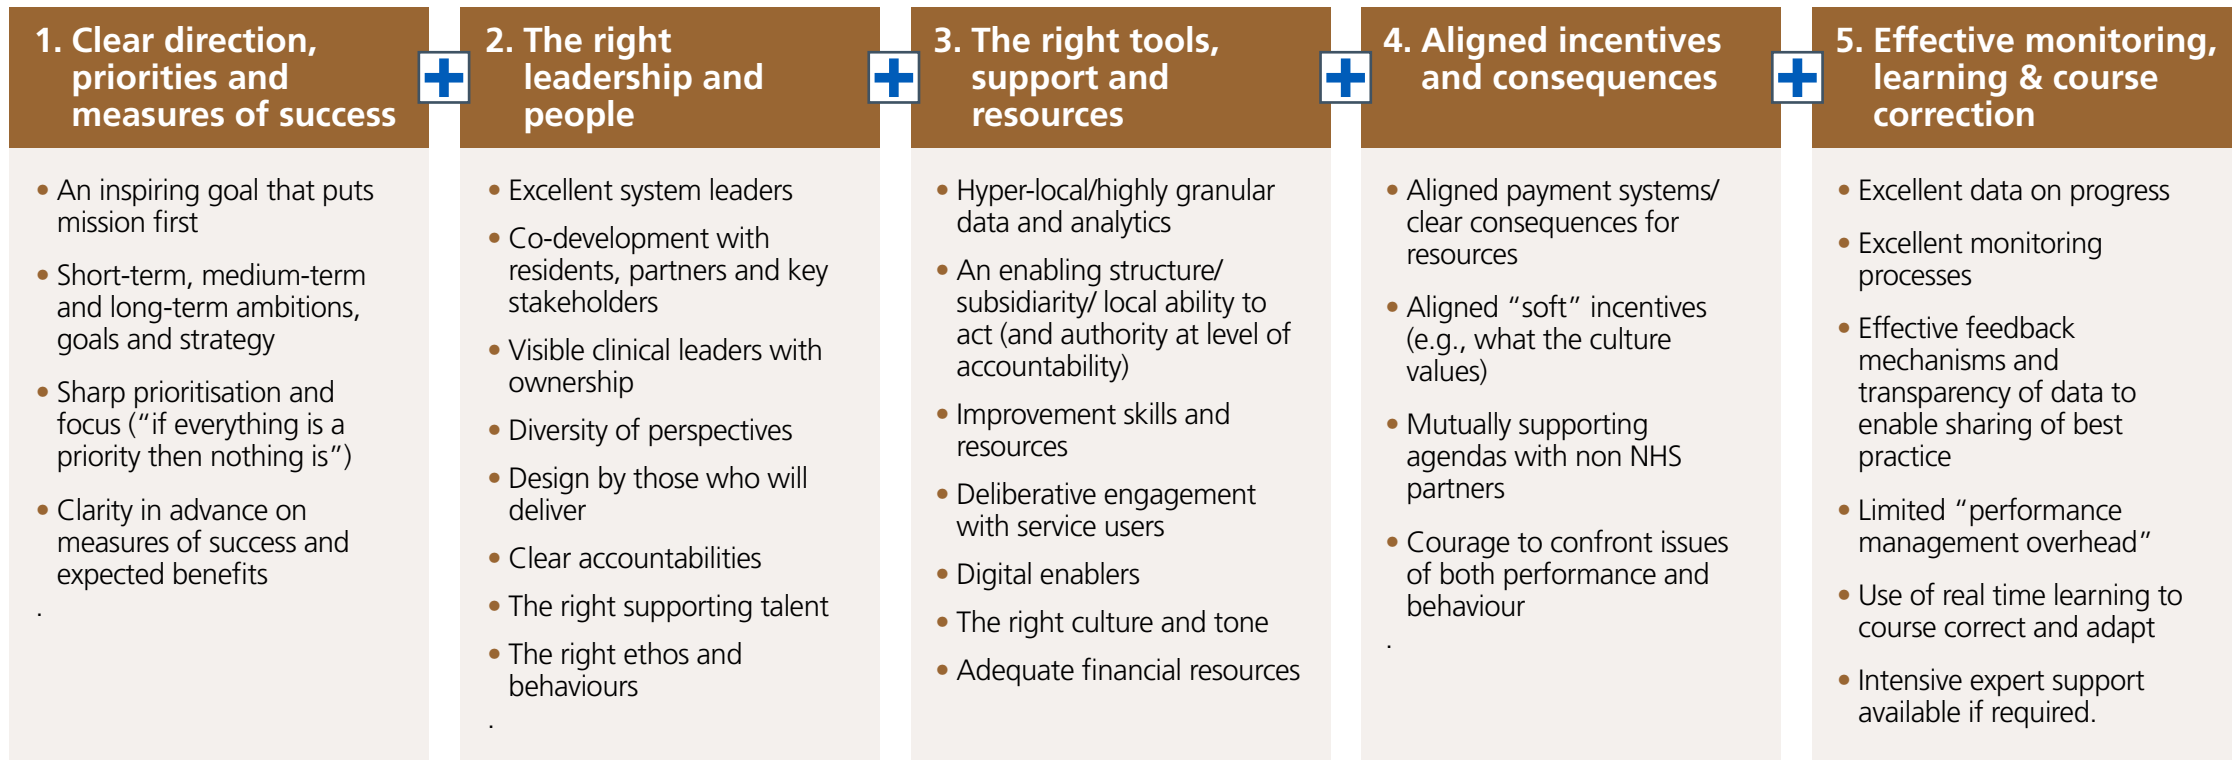 1. Clear direction,
priorities and
measures of success
• An inspiring goal that puts
mission first
• Short-term, medium-term
and long-term ambitions,
goals and strategy
• Sharp prioritisation and
focus (“if everything is a
priority then nothing is”)
• Clarity in advance on
measures of success and
expected benefits
.
2. The right
leadership and
people
• Excellent system leaders
• Co-development with
residents, partners and key
stakeholders
• Visible clinical leaders with
ownership
• Diversity of perspectives
• Design by those who will
deliver
• Clear accountabilities
• The right supporting talent
• The right ethos and
behaviours
.
3. The right tools,
support and
resources
• Hyper-local/highly granular
data and analytics
• An enabling structure/
subsidiarity/ local ability to
act (and authority at level of
accountability)
• Improvement skills and
resources
• Deliberative engagement
with service users
• Digital enablers
• The right culture and tone
• Adequate financial resources
4. Aligned incentives
and consequences
• Aligned payment systems/
clear consequences for
resources
• Aligned “soft” incentives
(e.g., what the culture
values)
• Mutually supporting
agendas with non NHS
partners
• Courage to confront issues
of both performance and
behaviour
.
5. Effective monitoring,
learning & course
correction
• Excellent data on progress
• Excellent monitoring
processes
• Effective feedback
mechanisms and
transparency of data to
enable sharing of best
practice
• Limited “performance
management overhead”
• Use of real time learning to
course correct and adapt
• Intensive expert support
available if required.